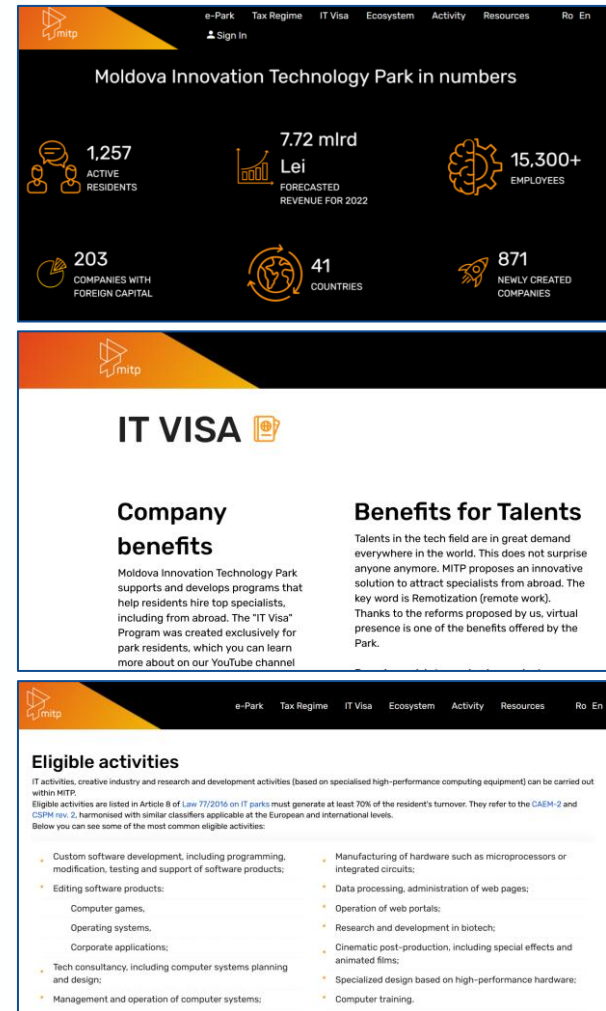 mitp
e-Park Tax Regime IT Visa Ecosystem Activity Resources Ro En
Sign In
Moldova Innovation Technology Park in numbers
1,257
ACTIVE
RESIDENTS
7.72 mlrd
Lei
FORECASTED
REVENUE FOR 2022
15,300+
EMPLOYEES
203
COMPANIES WITH
FOREIGN CAPITAL
41
COUNTRIES
871
NEWLY CREATED
COMPANIES
mitp
IT VISA
Company
benefits
Moldova Innovation Technology Park
supports and develops programs that
help residents hire top specialists,
including from abroad. The "IT Visa"
Program was created exclusively for
park residents, which you can learn
more about on our YouTube channel
Benefits for Talents
Talents in the tech field are in great demand
everywhere in the world. This does not surprise
anyone anymore. MITP proposes an innovative
solution to attract specialists from abroad. The
key word is Remotization (remote work).
Thanks to the reforms proposed by us, virtual
presence is one of the benefits offered by the
Park.
mitp
e-Park Tax Regime IT Visa Ecosystem Activity Resources Ro En
Eligible activities
IT activities, creative industry and research and development activities (based on specialised high-performance computing equipment) can be carried out
within MITP.
Eligible activities are listed in Article 8 of Law 77/2016 on IT parks must generate at least 70% of the resident's turnover. They refer to the CAEM-2 and
CSPM rev. 2, harmonised with similar classifiers applicable at the European and international levels.
Below you can see some of the most common eligible activities:
Custom software development, including programming,
modification, testing and support of software products;
Editing software products:
Computer games,
Operating systems,
Corporate applications;
Tech consultancy, including computer systems planning
and design;
Management and operation of computer systems;
Manufacturing of hardware such as microprocessors or
integrated circuits;
Data processing, administration of web pages;
Operation of web portals;
Research and development in biotech;
Cinematic post-production, including special effects and
animated films;
Specialized design based on high-performance hardware;
Computer training.